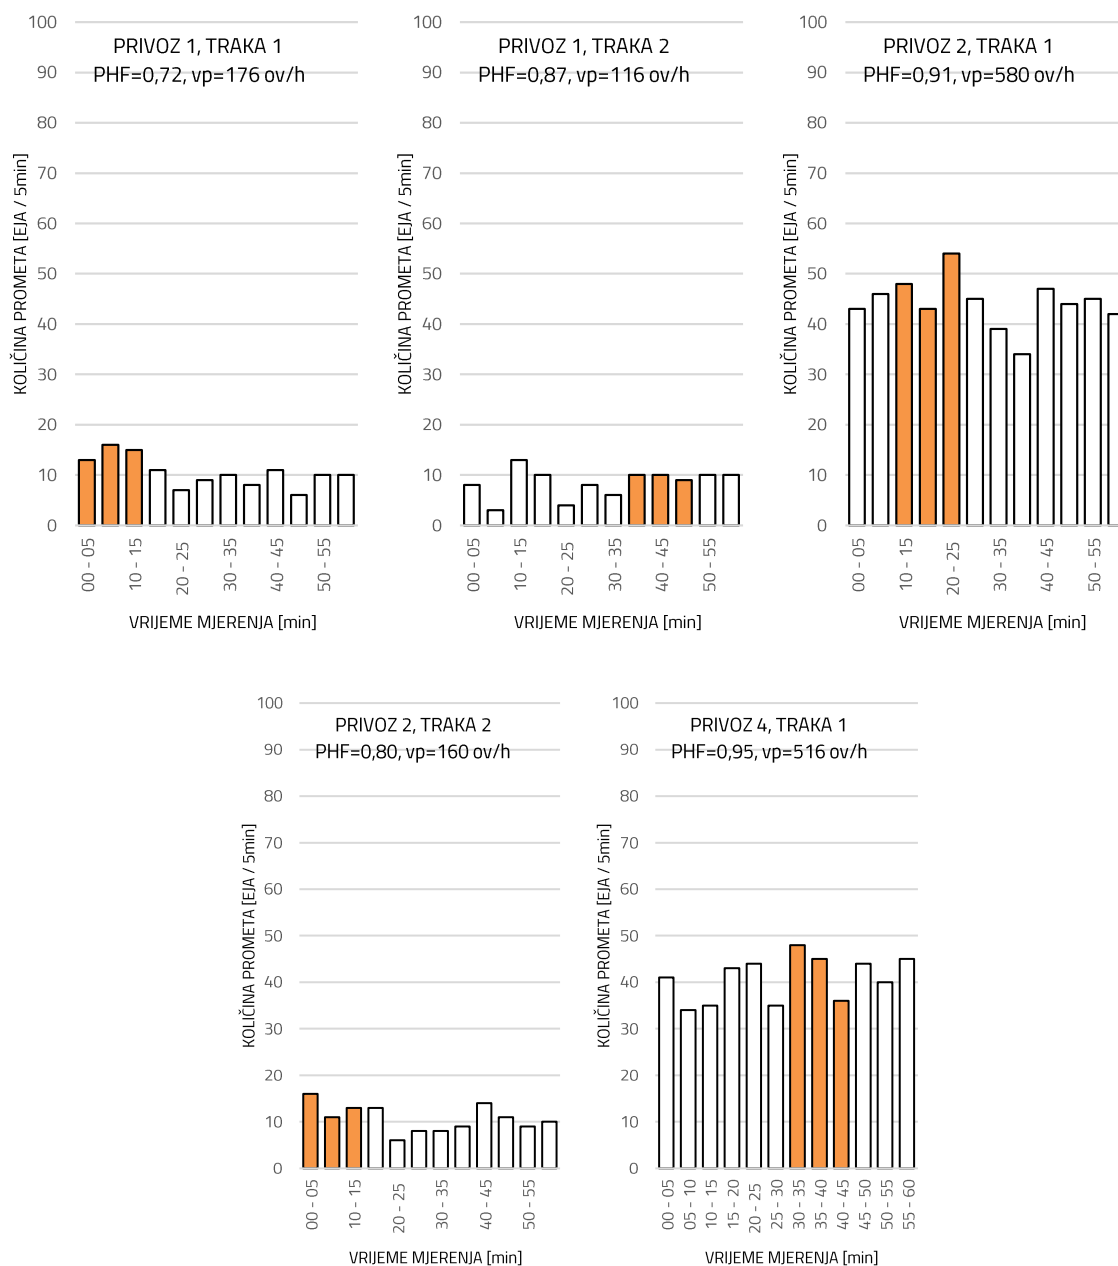 PRIVOZ 1, TRAKA 1
PHF=0,72, vp=176 ov/h
KOLIČINA PROMETA [EJA / 5min]
100
90
80
70
60
50
40
30
20
10
0
00 - 05
10 - 15
20 - 25
30 - 35
40 - 45
50 - 55
VRIJEME MJERENJA [min]
PRIVOZ 1, TRAKA 2
PHF=0,87, vp=116 ov/h
KOLIČINA PROMETA [EJA / 5min]
100
90
80
70
60
50
40
30
20
10
0
00 - 05
10 - 15
20 - 25
30 - 35
40 - 45
50 - 55
VRIJEME MJERENJA [min]
PRIVOZ 2, TRAKA 1
PHF=0,91, vp=580 ov/h
KOLIČINA PROMETA [EJA / 5min]
100
90
80
70
60
50
40
30
20
10
0
00 - 05
10 - 15
20 - 25
30 - 35
40 - 45
50 - 55
VRIJEME MJERENJA [min]
PRIVOZ 2, TRAKA 2
PHF=0,80, vp=160 ov/h
KOLIČINA PROMETA [EJA / 5min]
100
90
80
70
60
50
40
30
20
10
0
00 - 05
10 - 15
20 - 25
30 - 35
40 - 45
50 - 55
VRIJEME MJERENJA [min]
PRIVOZ 4, TRAKA 1
PHF=0,95, vp=516 ov/h
KOLIČINA PROMETA [EJA / 5min]
100
90
80
70
60
50
40
30
20
10
0
00 - 05
05 - 10
10 - 15
15 - 20
20 - 25
25 - 30
30 - 35
35 - 40
40 - 45
45 - 50
50 - 55
55 - 60
VRIJEME MJERENJA [min]